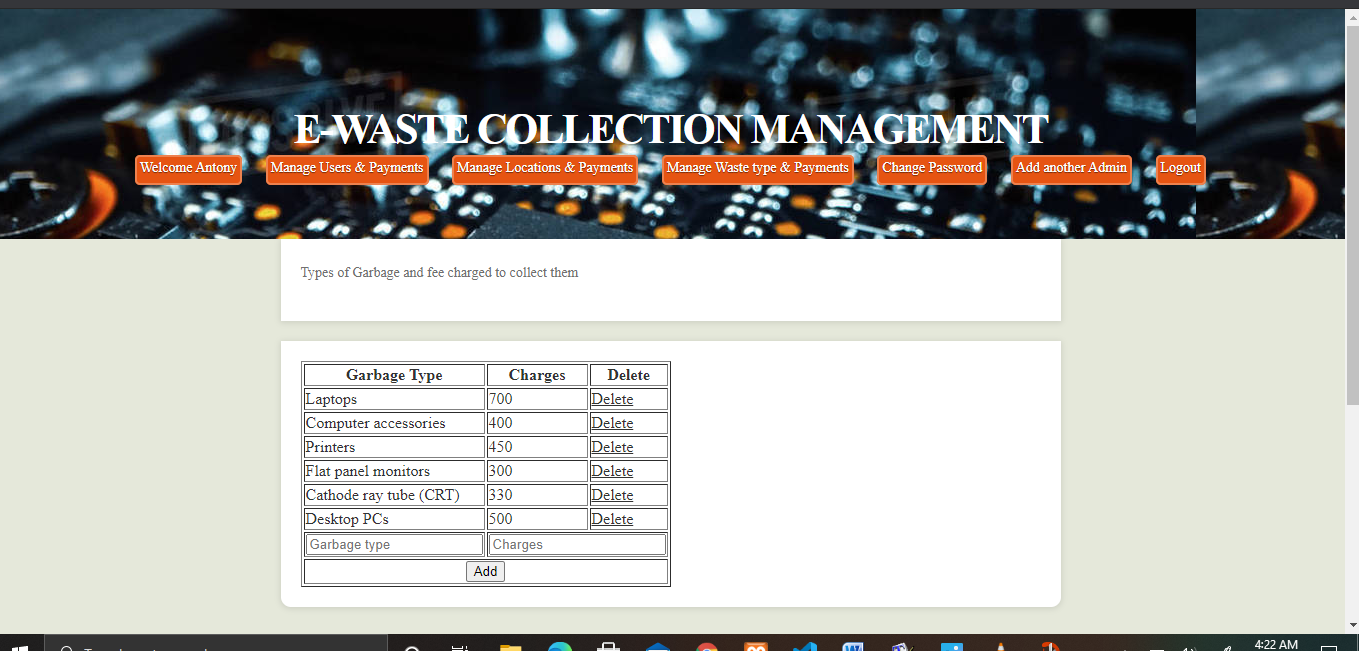 E-WASTE COLLECTION MANAGEMENT
Welcome Antony Manage Users & Payments Manage Locations & Payments Manage Waste type & Payments Change Password Add another Admin Logout
Types of Garbage and fee charged to collect them
Garbage Type Charges Delete
Laptops 700 Delete
Computer accessories 400 Delete
Printers 450 Delete
Flat panel monitors 300 Delete
Cathode ray tube (CRT) 330 Delete
Desktop PCs 500 Delete
Garbage type Charges
Add
4:22 AM